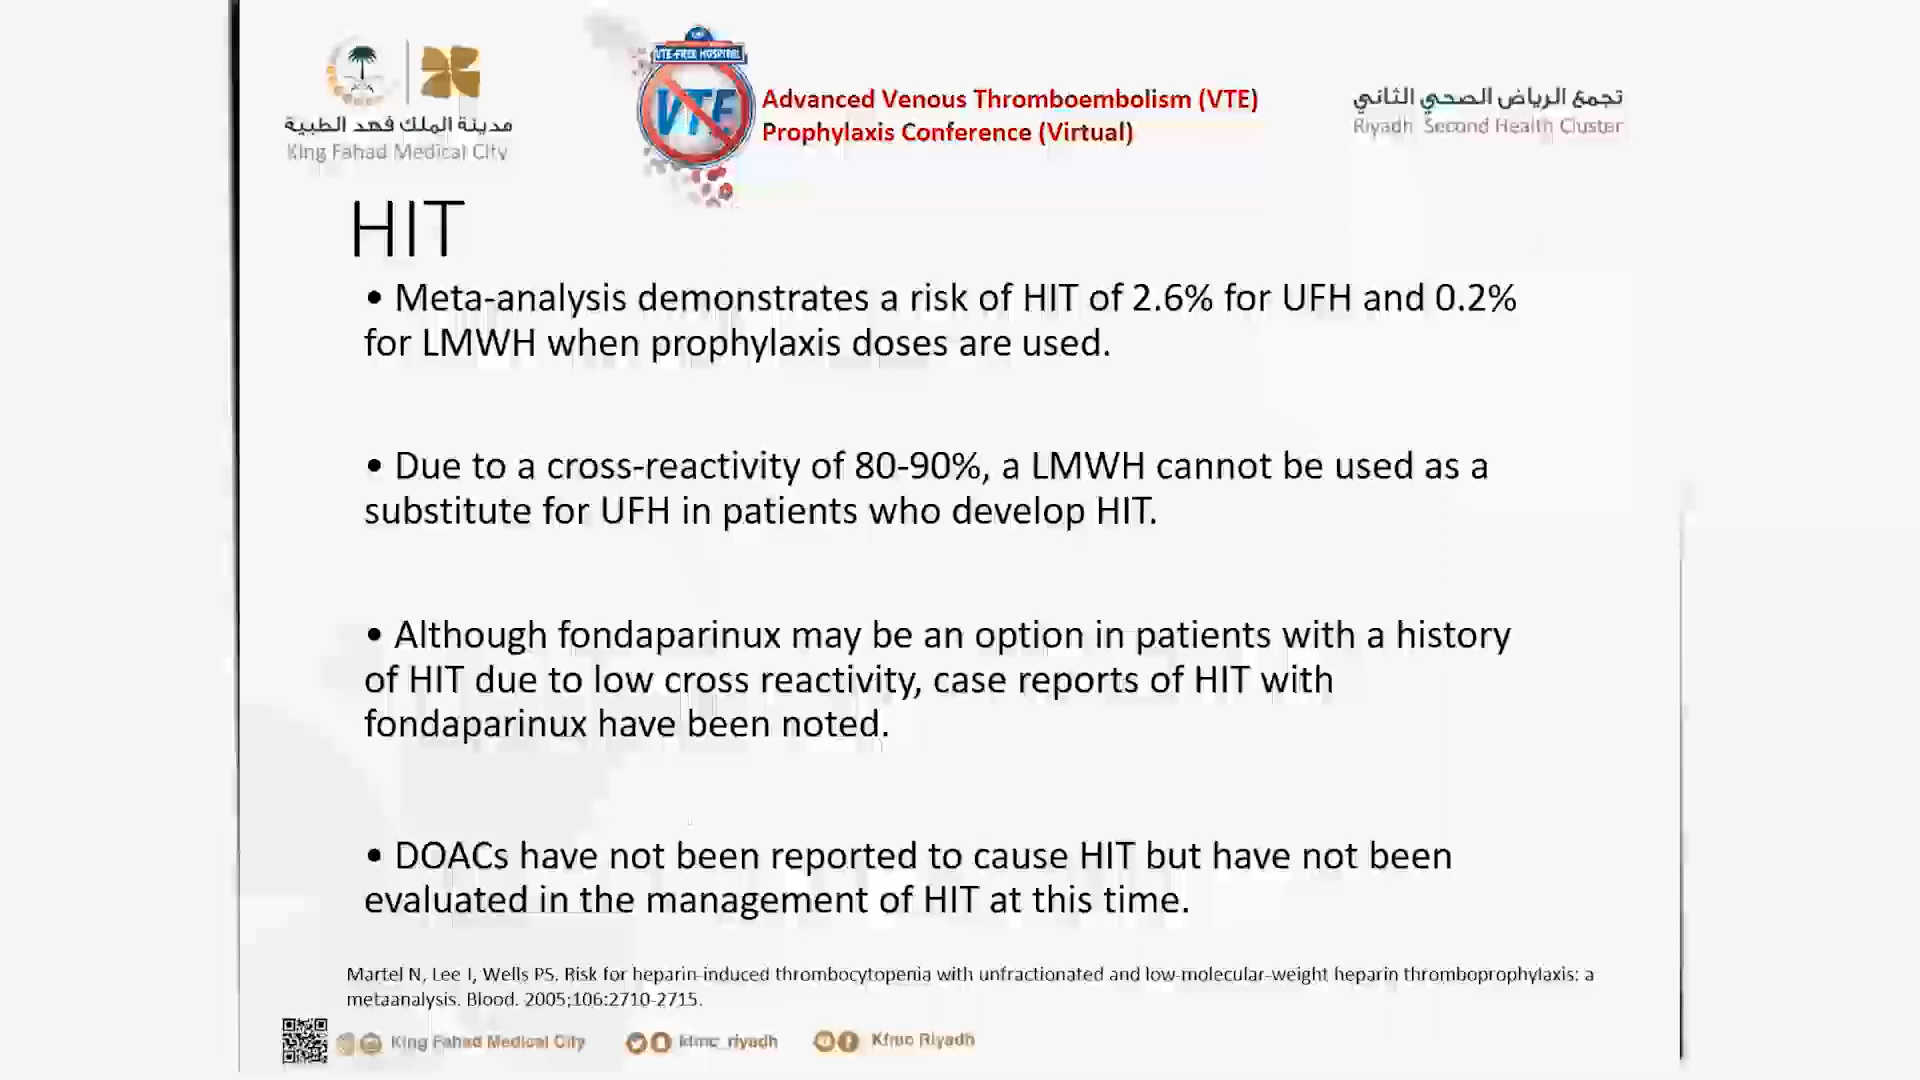 مدينة الملك فهد الطبية
King Fahad Medical City
VTE-FREE HOSPITAL
VTE
Advanced Venous Thromboembolism (VTE)
Prophylaxis Conference (Virtual)
تجمع الرياض الصحي الثاني
Riyadh Second Health Cluster
HIT
• Meta-analysis demonstrates a risk of HIT of 2.6% for UFH and 0.2%
for LMWH when prophylaxis doses are used.
• Due to a cross-reactivity of 80-90%, a LMWH cannot be used as a
substitute for UFH in patients who develop HIT.
• Although fondaparinux may be an option in patients with a history
of HIT due to low cross reactivity, case reports of HIT with
fondaparinux have been noted.
• DOACs have not been reported to cause HIT but have not been
evaluated in the management of HIT at this time.
Martel N, Lee I, Wells PS. Risk for heparin-induced thrombocytopenia with unfractionated and low-molecular-weight heparin thromboprophylaxis: a
metaanalysis. Blood. 2005;106:2710-2715.
King Fahad Medical City
kfmc_riyadh
Kfmc Riyadh